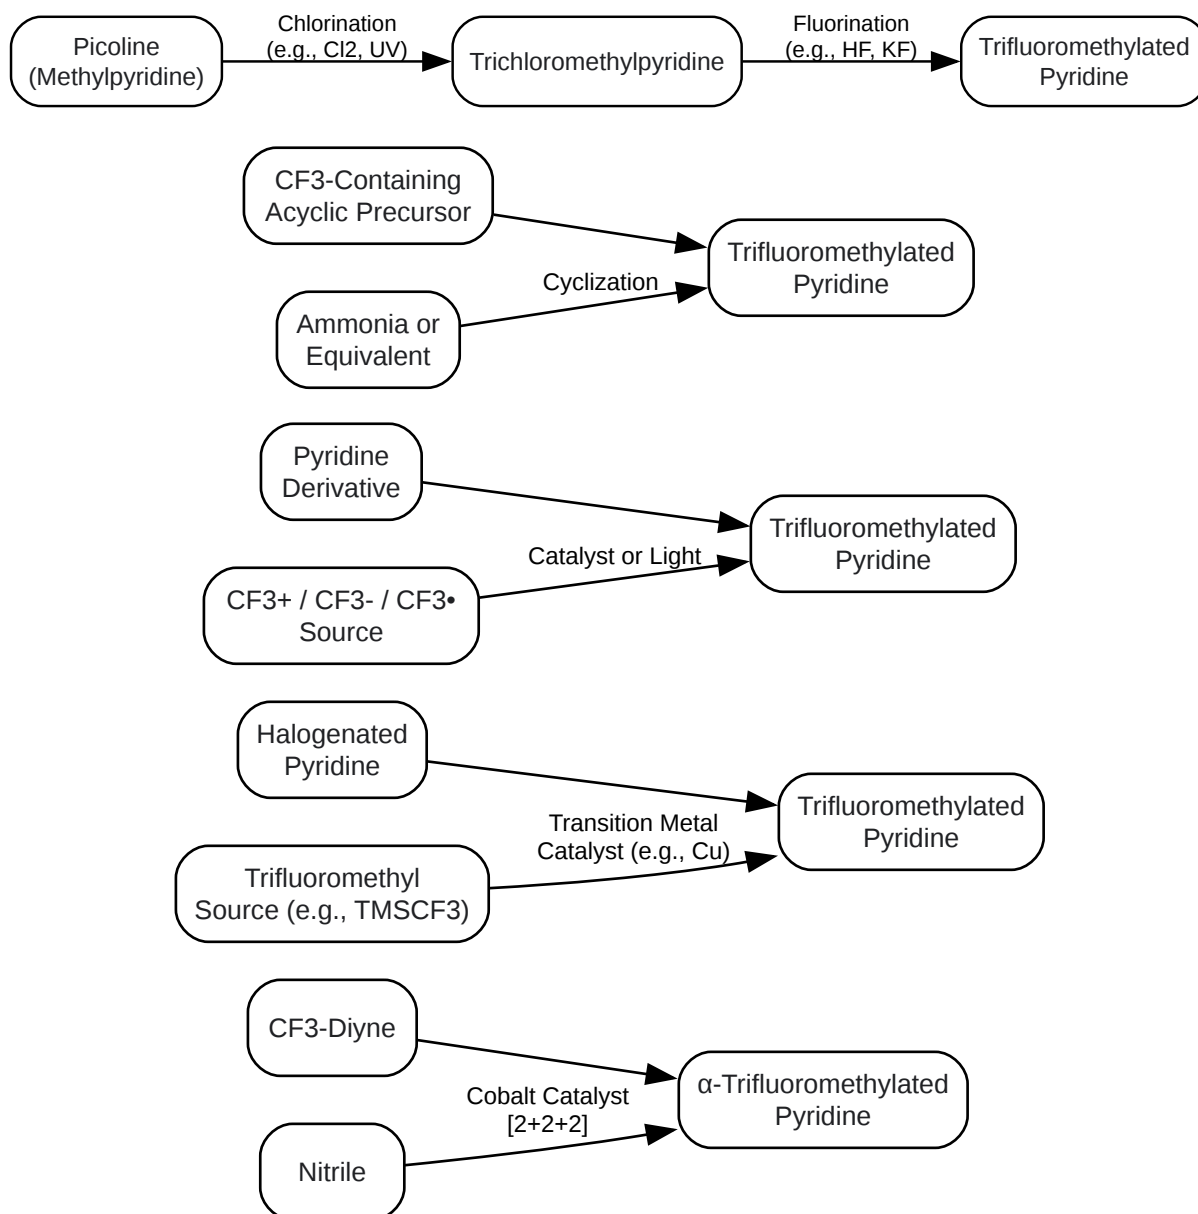 Picoline
(Methylpyridine)
Chlorination
(e.g., Cl2, UV)
Trichloromethylpyridine
Fluorination
(e.g., HF, KF)
Trifluoromethylated
Pyridine
CF3-Containing
Acyclic Precursor
Cyclization
Ammonia or
Equivalent
Trifluoromethylated
Pyridine
Pyridine
Derivative
Catalyst or Light
CF3+ / CF3- / CF3•
Source
Trifluoromethylated
Pyridine
Halogenated
Pyridine
Transition Metal
Catalyst (e.g., Cu)
Trifluoromethyl
Source (e.g., TMSCF3)
Trifluoromethylated
Pyridine
CF3-Diyne
Cobalt Catalyst
[2+2+2]
Nitrile
α-Trifluoromethylated
Pyridine